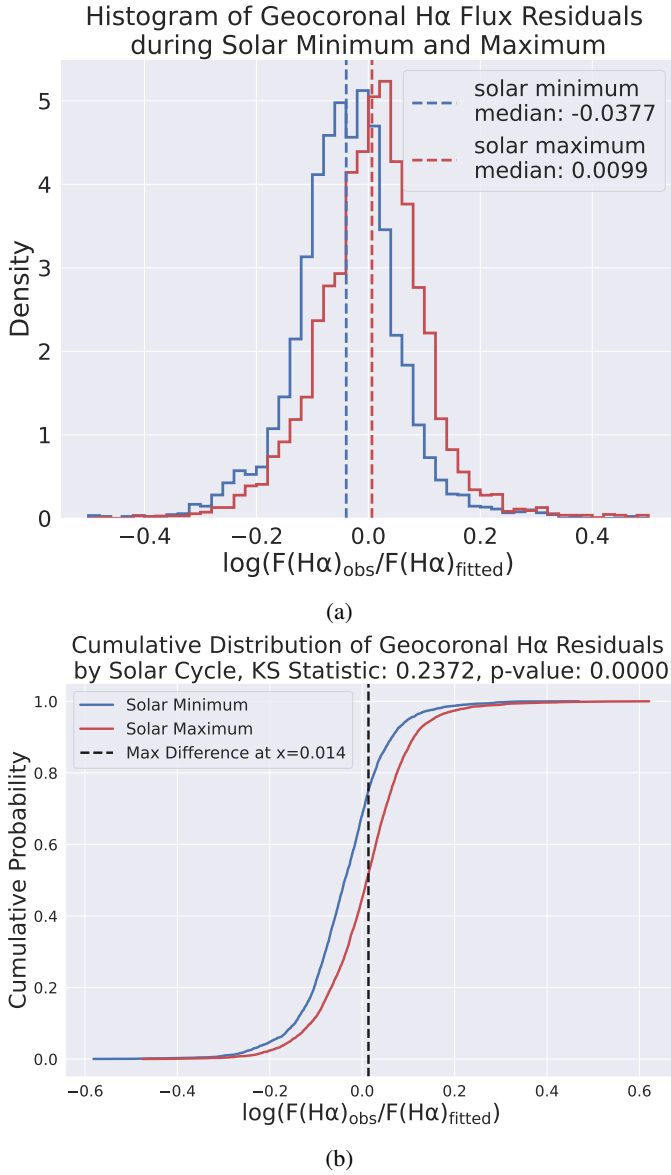 Histogram of Geocoronal Hα Flux Residuals
during Solar Minimum and Maximum
solar minimum
median: -0.0377
solar maximum
median: 0.0099
Density
5
4
3
2
1
0
−0.4
−0.2
0.0
0.2
0.4
log(F(Hα)obs/F(Hα)fitted)
(a)
Cumulative Distribution of Geocoronal Hα Residuals
by Solar Cycle, KS Statistic: 0.2372, p-value: 0.0000
Solar Minimum
Solar Maximum
Max Difference at x=0.014
Cumulative Probability
1.0
0.8
0.6
0.4
0.2
0.0
−0.6
−0.4
−0.2
0.0
0.2
0.4
0.6
log(F(Hα)obs/F(Hα)fitted)
(b)